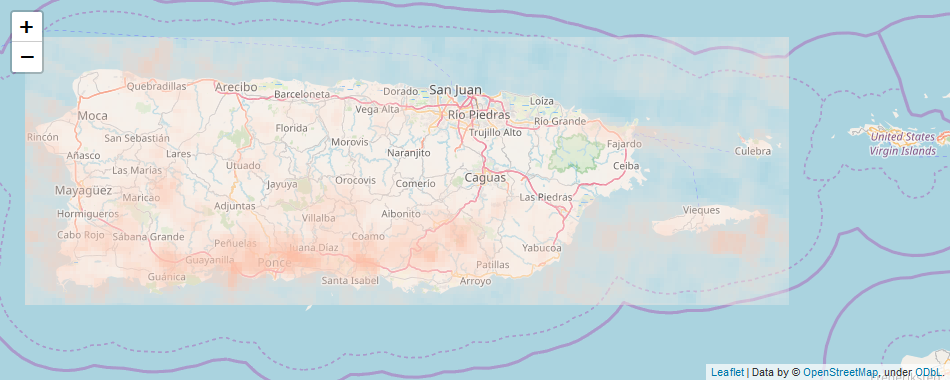 +
−
Quebradillas
Arecibo
Barceloneta
Dorado
San Juan
Loíza
Moca
Vega Alta
Río Piedras
Río Grande
Rincón
San Sebastián
Florida
Morovis
Trujillo Alto
Fajardo
United States
Virgin Islands
Añasco
Lares
Naranjito
Culebra
Las Marías
Utuado
Ceiba
Mayagüez
Maricao
Jayuya
Orocovis
Comerio
Caguas
Las Piedras
Hormigueros
Adjuntas
Villalba
Aibonito
Vieques
Cabo Rojo
Sábana Grande
Peñuelas
Juana Díaz
Coamo
Yabucoa
Guayanilla
Ponce
Patillas
Guánica
Santa Isabel
Arroyo
Leaflet | Data by © OpenStreetMap, under ODbL.